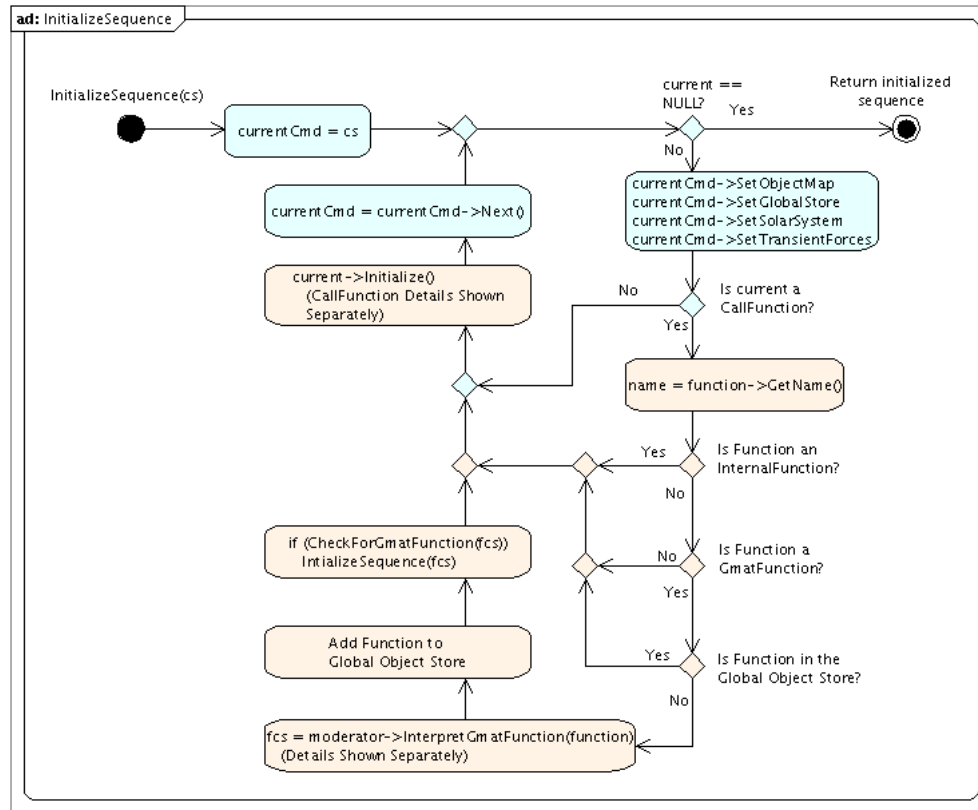 ad: InitializeSequence
InitializeSequence(cs)
currentCmd = cs
current ==
NULL?
Yes
Return initialized
sequence
No
currentCmd = currentCmd->Next()
currentCmd->SetObjectMap
currentCmd->SetGlobalStore
currentCmd->SetSolarSystem
currentCmd->SetTransientForces
current->Initialize()
(CallFunction Details Shown
Separately)
No
Is current a
CallFunction?
Yes
name = function->GetName()
Yes
Is Function an
InternalFunction?
No
if (CheckForGmatFunction(fcs))
IntializeSequence(fcs)
No
Is Function a
GmatFunction?
Yes
Add Function to
Global Object Store
Yes
Is Function in the
Global Object Store?
No
fcs = moderator->InterpretGmatFunction(function)
(Details Shown Separately)